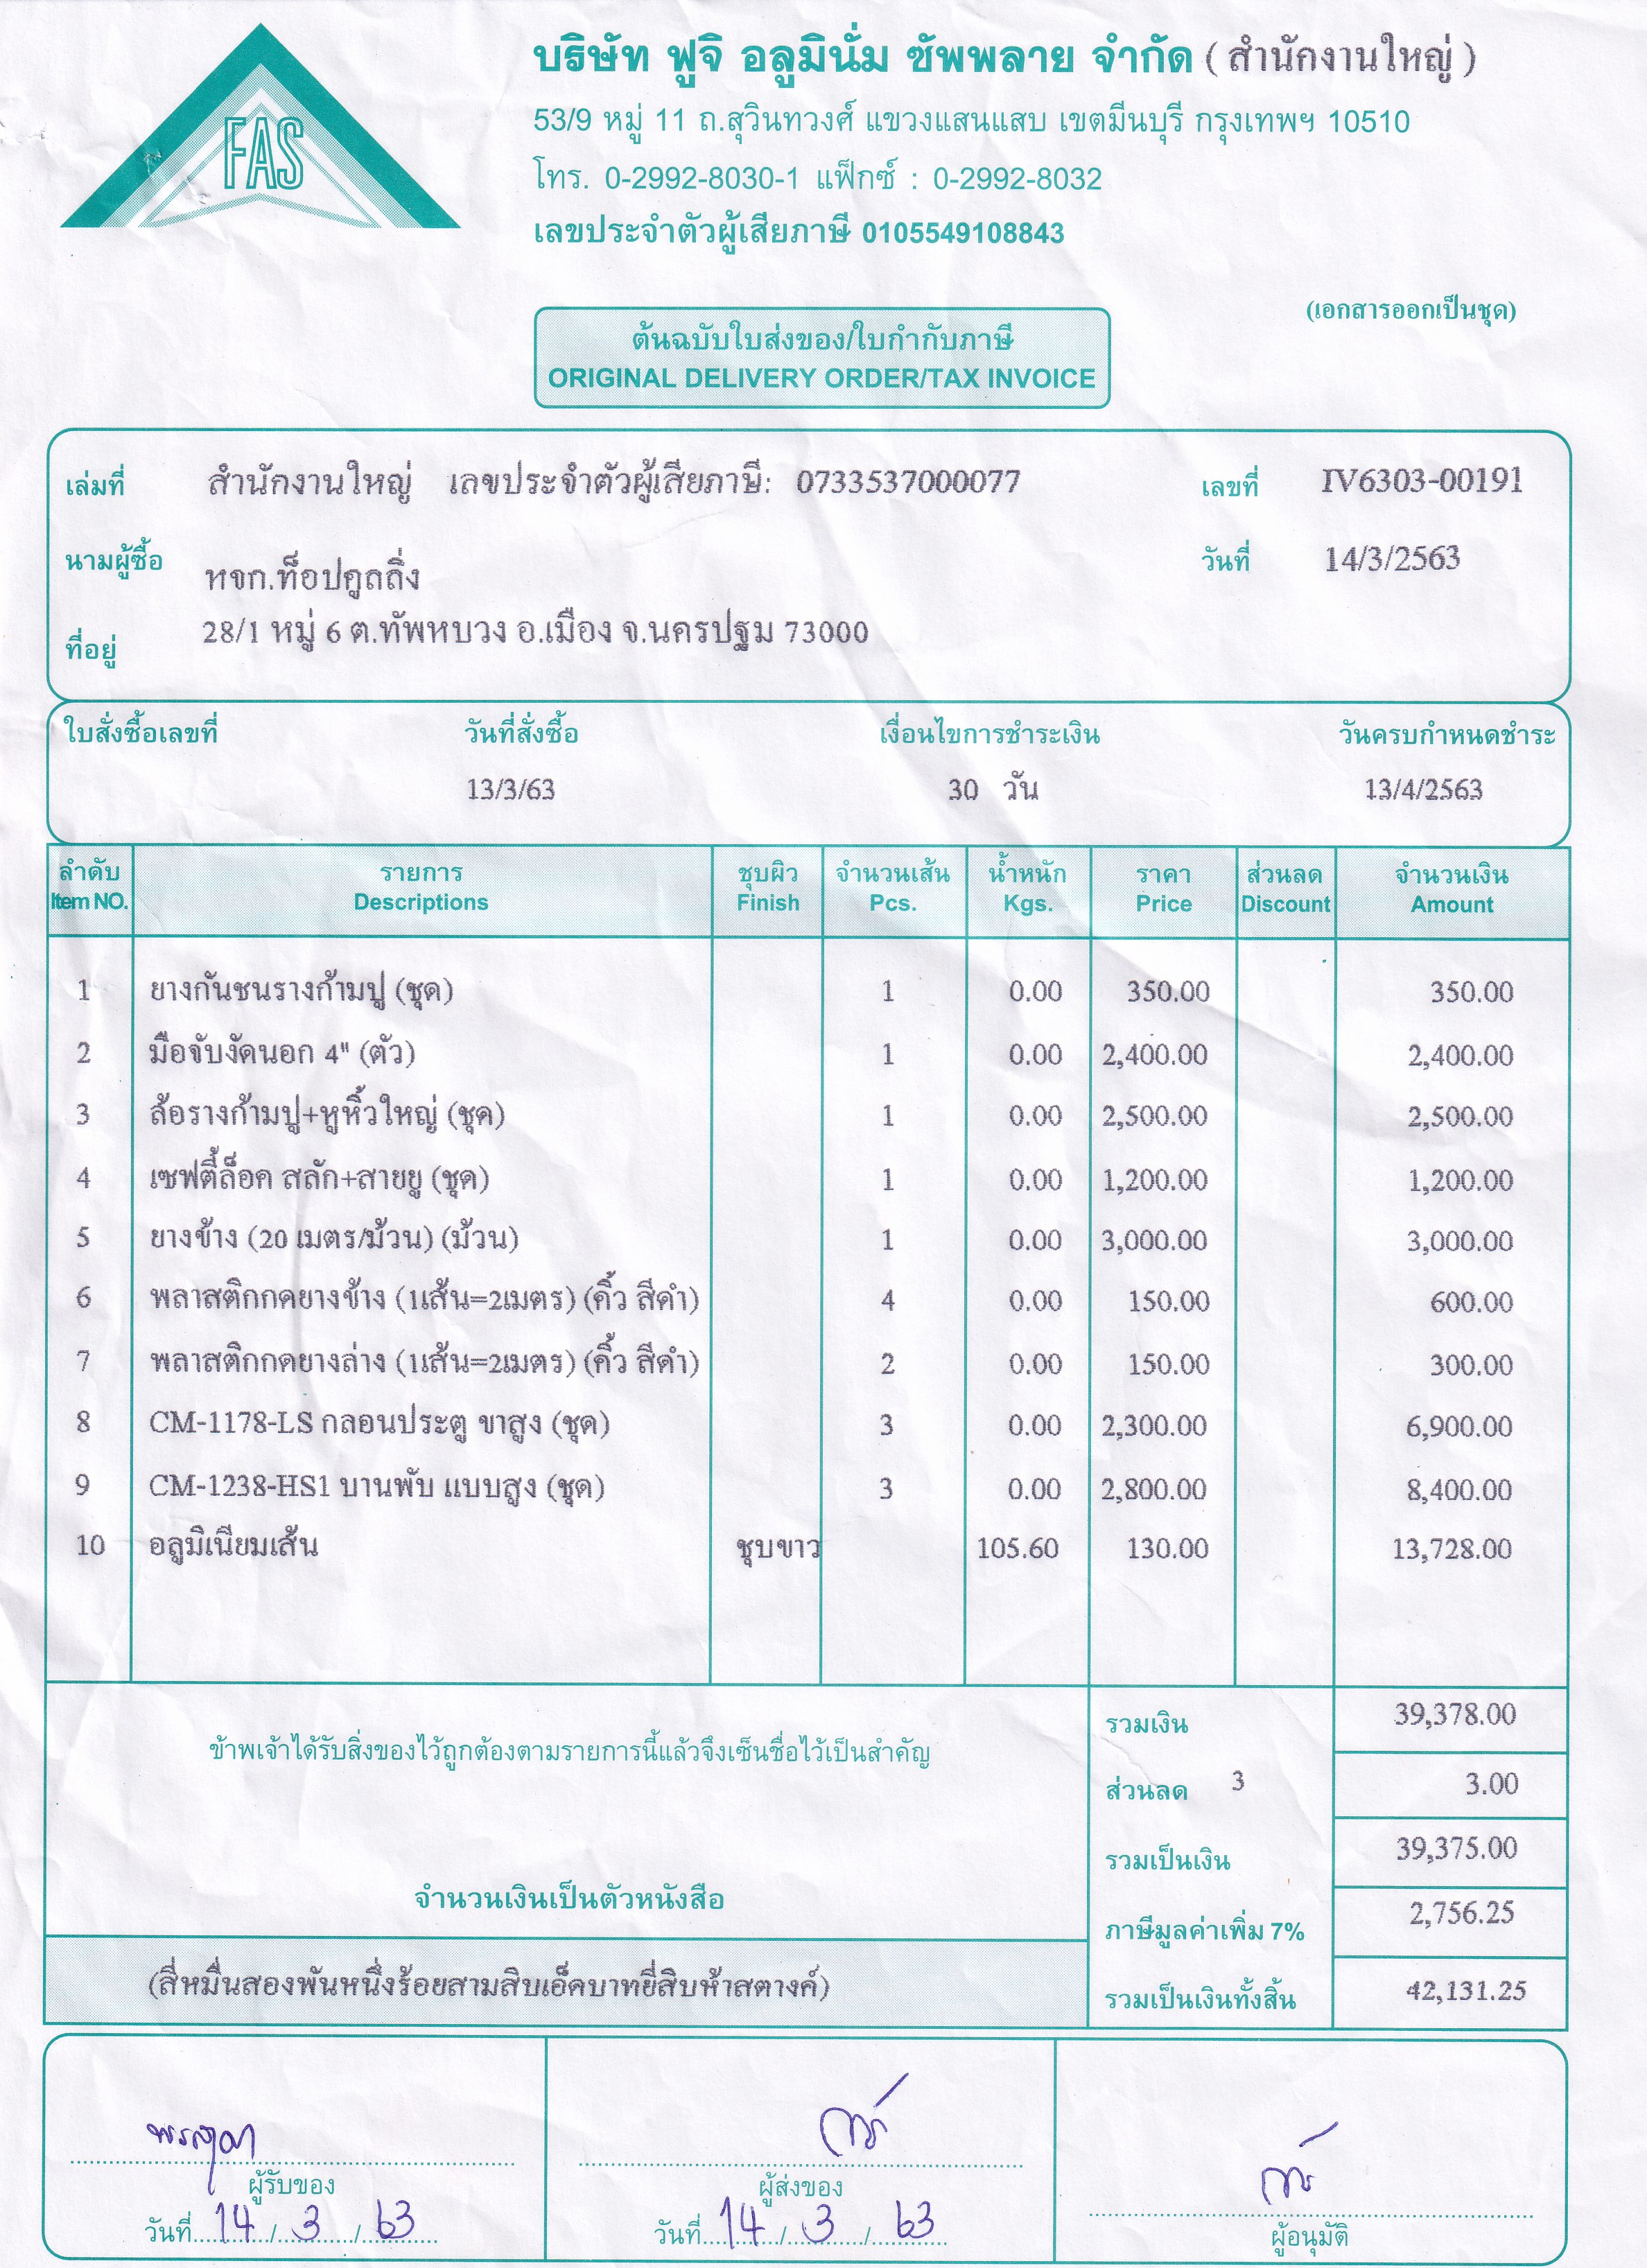 FAS
บริษัท ฟูจิ อลูมินั่ม ซัพพลาย จำกัด ( สำนักงานใหญ่ )
53/9 หมู่ 11 ถ.สุวินทวงศ์ แขวงแสนแสบ เขตมีนบุรี กรุงเทพฯ 10510
โทร. 0-2992-8030-1 แฟ็กซ์ : 0-2992-8032
เลขประจำตัวผู้เสียภาษี 0105549108843
(เอกสารออกเป็นชุด)
ต้นฉบับใบส่งของ/ใบกำกับภาษี
ORIGINAL DELIVERY ORDER/TAX INVOICE
เล่มที่ สำนักงานใหญ่ เลขประจำตัวผู้เสียภาษี: 0733537000077 เลขที่ IV6303-00191
นามผู้ซื้อ หจก.ท็อปคูลลิ่ง วันที่ 14/3/2563
ที่อยู่ 28/1 หมู่ 6 ต.ทัพหบวง อ.เมือง จ.นครปฐม 73000
ใบสั่งซื้อเลขที่ วันที่สั่งซื้อ เงื่อนไขการชำระเงิน วันครบกำหนดชำระ
13/3/63 30 วัน 13/4/2563
ลำดับ รายการ ชุบผิว จำนวนเส้น น้ำหนัก ราคา ส่วนลด จำนวนเงิน
Item NO. Descriptions Finish Pcs. Kgs. Price Discount Amount
1 ยางกันชนรางก้ามปู (ชุด) 1 0.00 350.00 350.00
2 มือจับงัดนอก 4" (ตัว) 1 0.00 2,400.00 2,400.00
3 ล้อรางก้ามปู+หูหิ้วใหญ่ (ชุด) 1 0.00 2,500.00 2,500.00
4 เซฟตี้ล็อค สลัก+สายยู (ชุด) 1 0.00 1,200.00 1,200.00
5 ยางข้าง (20 เมตร/ม้วน) (ม้วน) 1 0.00 3,000.00 3,000.00
6 พลาสติกกดยางข้าง (1เส้น=2เมตร) (คิ้ว สีดำ) 4 0.00 150.00 600.00
7 พลาสติกกดยางล่าง (1เส้น=2เมตร) (คิ้ว สีดำ) 2 0.00 150.00 300.00
8 CM-1178-LS กลอนประตู ขาสูง (ชุด) 3 0.00 2,300.00 6,900.00
9 CM-1238-HS1 บานพับ แบบสูง (ชุด) 3 0.00 2,800.00 8,400.00
10 อลูมิเนียมเส้น ชุบขาว 105.60 130.00 13,728.00
รวมเงิน 39,378.00
ข้าพเจ้าได้รับสิ่งของไว้ถูกต้องตามรายการนี้แล้วจึงเซ็นชื่อไว้เป็นสำคัญ
ส่วนลด 3 3.00
รวมเป็นเงิน 39,375.00
จำนวนเงินเป็นตัวหนังสือ
ภาษีมูลค่าเพิ่ม 7% 2,756.25
(สี่หมื่นสองพันหนึ่งร้อยสามสิบเอ็ดบาทยี่สิบห้าสตางค์)
รวมเป็นเงินทั้งสิ้น 42,131.25
ผู้รับของ ผู้ส่งของ
วันที่ 14 / 3 / 63 วันที่ 14 / 3 / 63 ผู้อนุมัติ